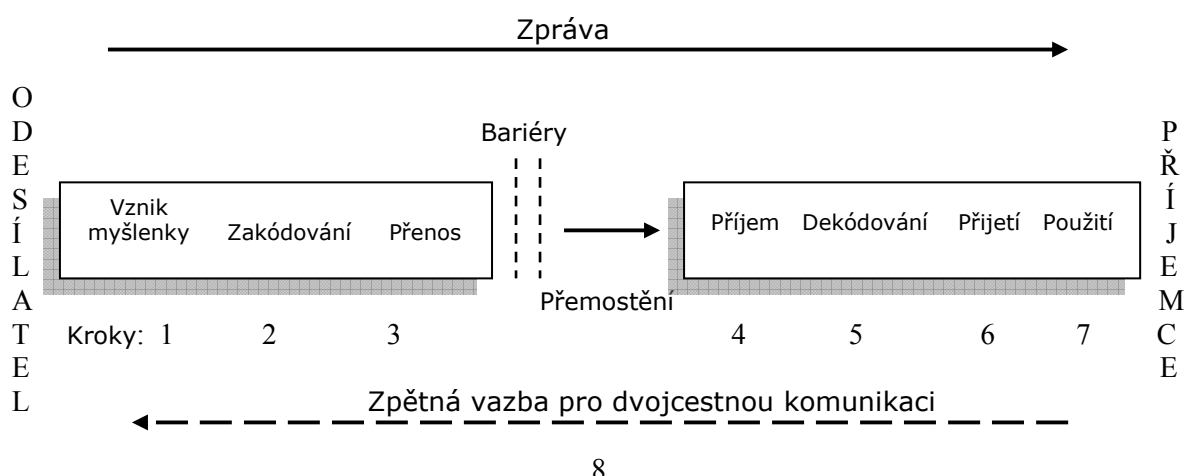 Zpráva
ODESÍLATEL
Bariéry
PŘÍJEMCE
Vznik
myšlenky Zakódování Přenos
Příjem Dekódování Přijetí Použití
Přemostění
Kroky: 1 2 3 4 5 6 7
Zpětná vazba pro dvojcestnou komunikaci
8